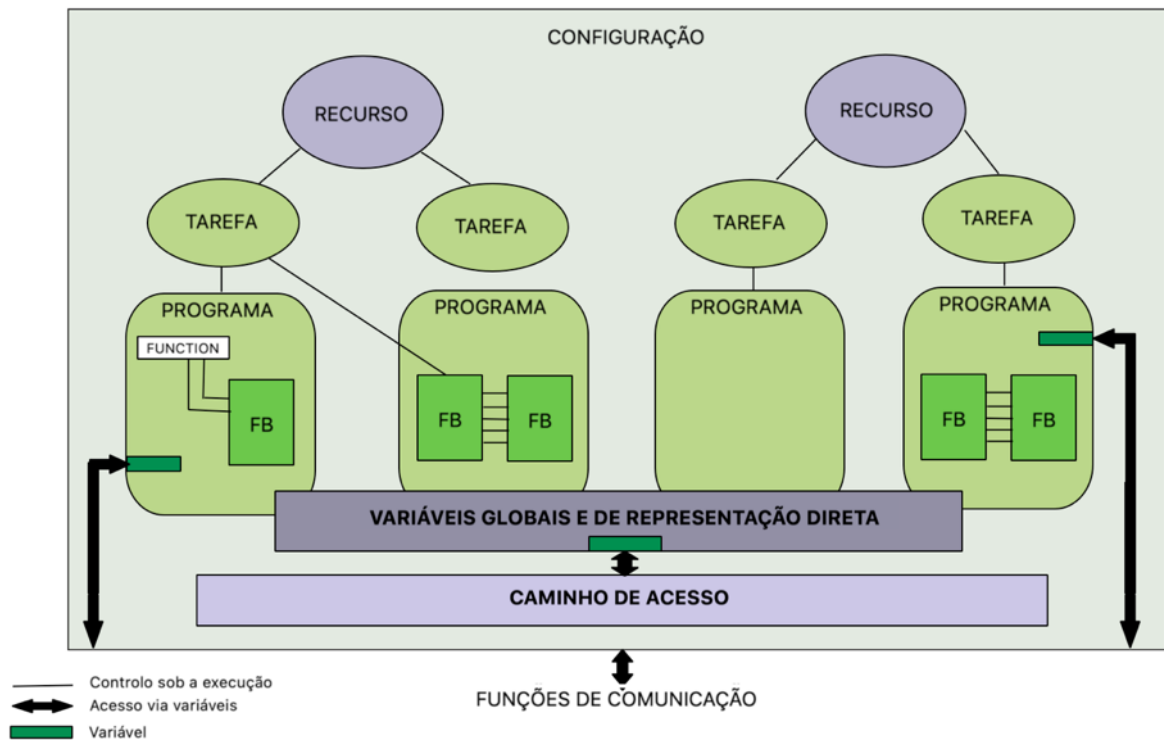 CONFIGURAÇÃO
RECURSO
RECURSO
TAREFA
TAREFA
TAREFA
TAREFA
PROGRAMA
PROGRAMA
PROGRAMA
PROGRAMA
FUNCTION
FB
FB
FB
FB
FB
VARIÁVEIS GLOBAIS E DE REPRESENTAÇÃO DIRETA
CAMINHO DE ACESSO
Controlo sob a execução
Acesso via variáveis
Variável
FUNÇÕES DE COMUNICAÇÃO